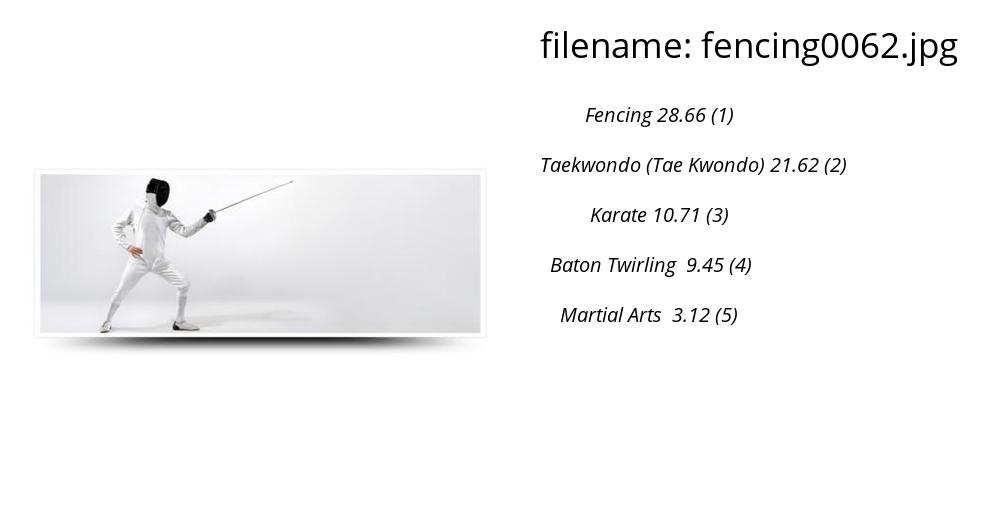 filename: fencing0062.jpg
Fencing 28.66 (1)
Taekwondo (Tae Kwondo) 21.62 (2)
Karate 10.71 (3)
Baton Twirling 9.45 (4)
Martial Arts 3.12 (5)